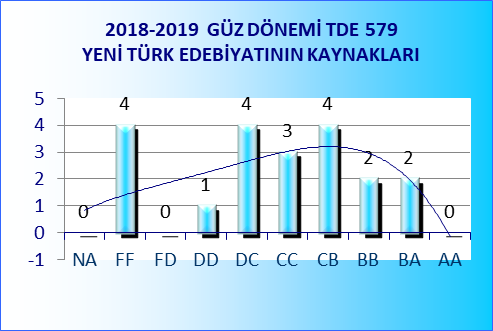 2018-2019 GÜZ DÖNEMİ TDE 579
YENİ TÜRK EDEBİYATININ KAYNAKLARI
5
4
3
2
1
0
-1
0 4 0 1 4 3 4 2 2 0
NA FF FD DD DC CC CB BB BA AA